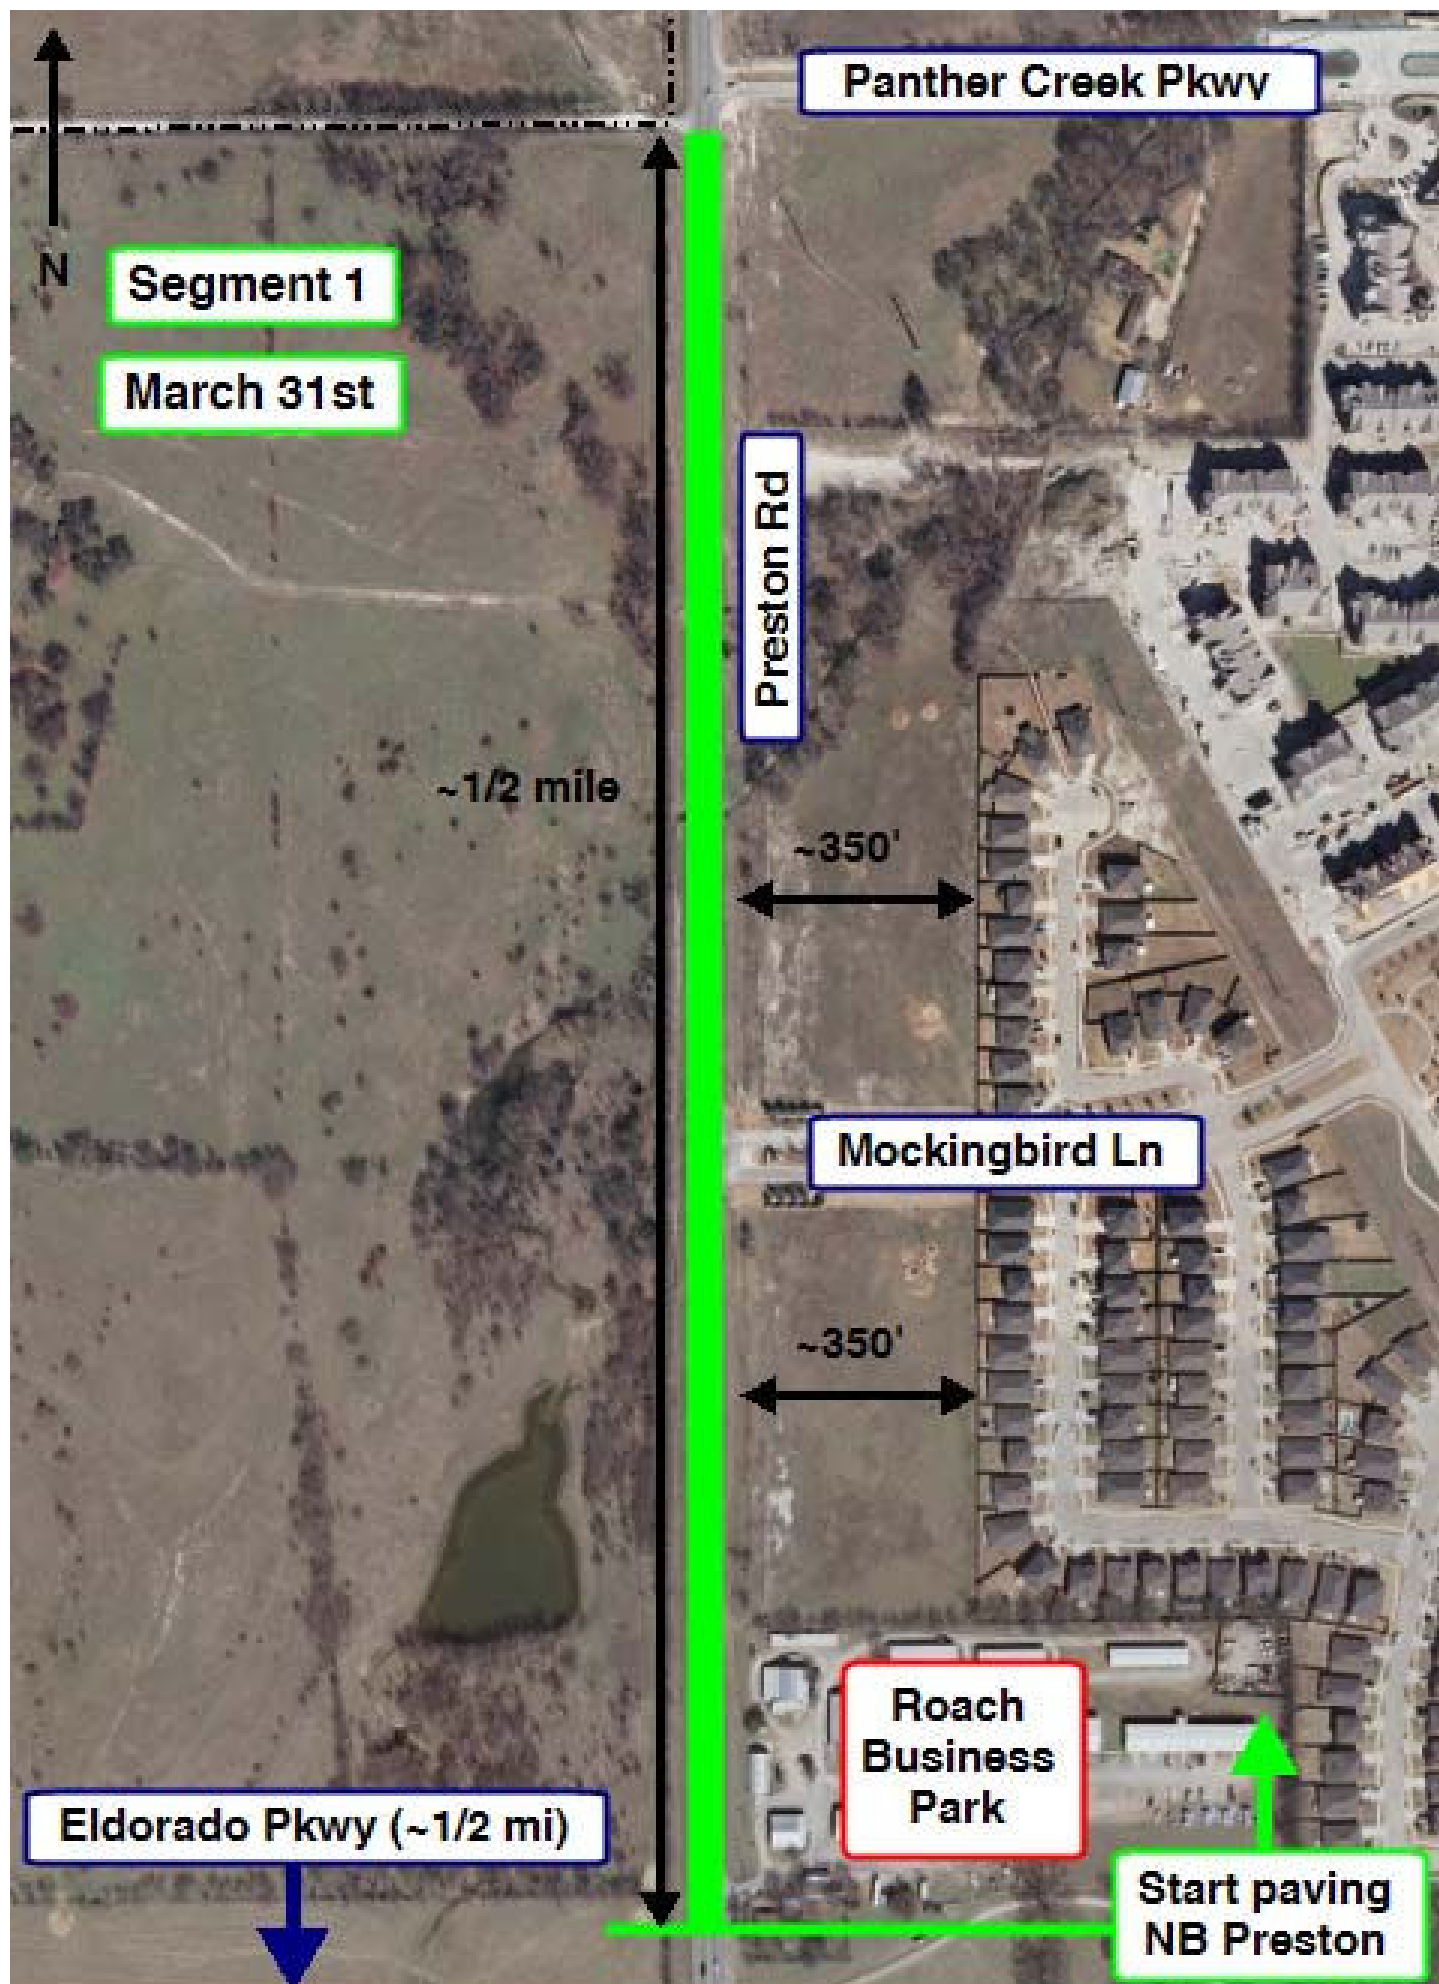 Panther Creek Pkwy
N
Segment 1
March 31st
Preston Rd
~1/2 mile
~350'
Mockingbird Ln
~350'
Roach
Business
Park
Eldorado Pkwy (~1/2 mi)
Start paving
NB Preston